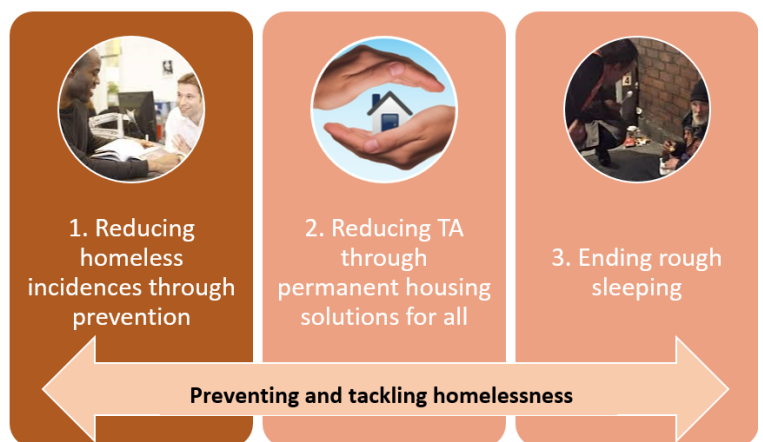 1. Reducing
homeless
incidences through
prevention
2. Reducing TA
through
permanent housing
solutions for all
3. Ending rough
sleeping
Preventing and tackling homelessness